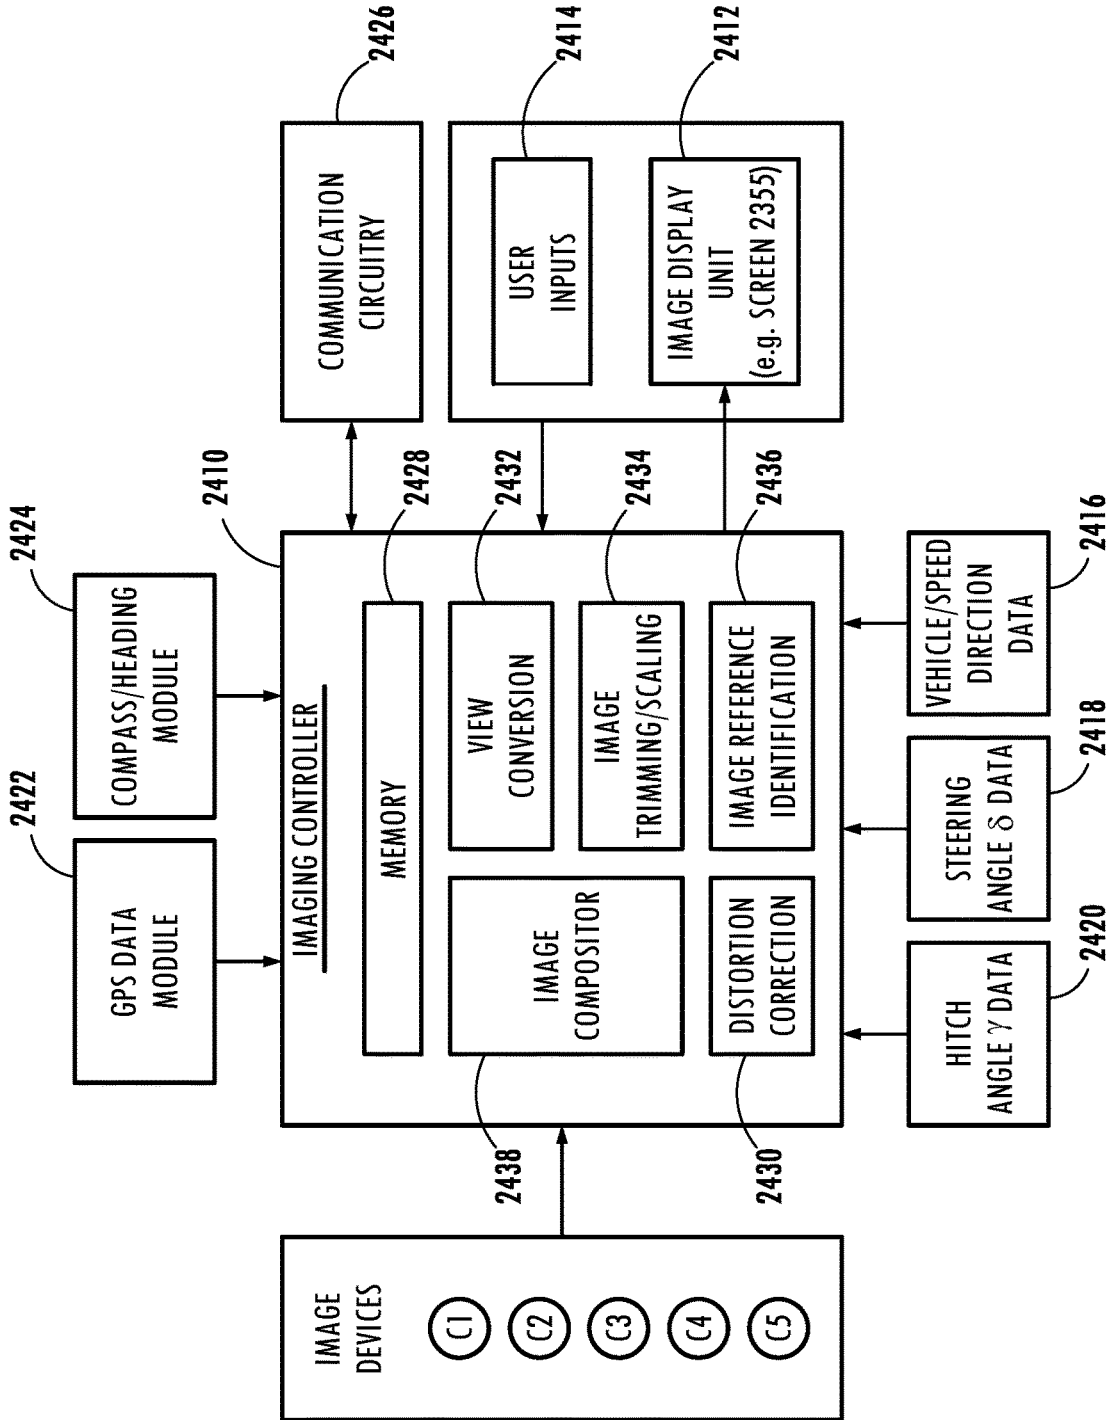 2422
2424
GPS DATA
MODULE
COMPASS/HEADING
MODULE
2410
2426
IMAGE
DEVICES
C1
C2
C3
C4
C5
IMAGING CONTROLLER
MEMORY
2428
IMAGE
COMPOSITOR
2438
VIEW
CONVERSION
2432
IMAGE
TRIMMING/SCALING
2434
DISTORTION
CORRECTION
2430
IMAGE REFERENCE
IDENTIFICATION
2436
COMMUNICATION
CIRCUITRY
USER
INPUTS
2414
IMAGE DISPLAY
UNIT
(e.g. SCREEN 2355)
2412
HITCH
ANGLE γ DATA
2420
STEERING
ANGLE δ DATA
2418
VEHICLE/SPEED
DIRECTION
DATA
2416